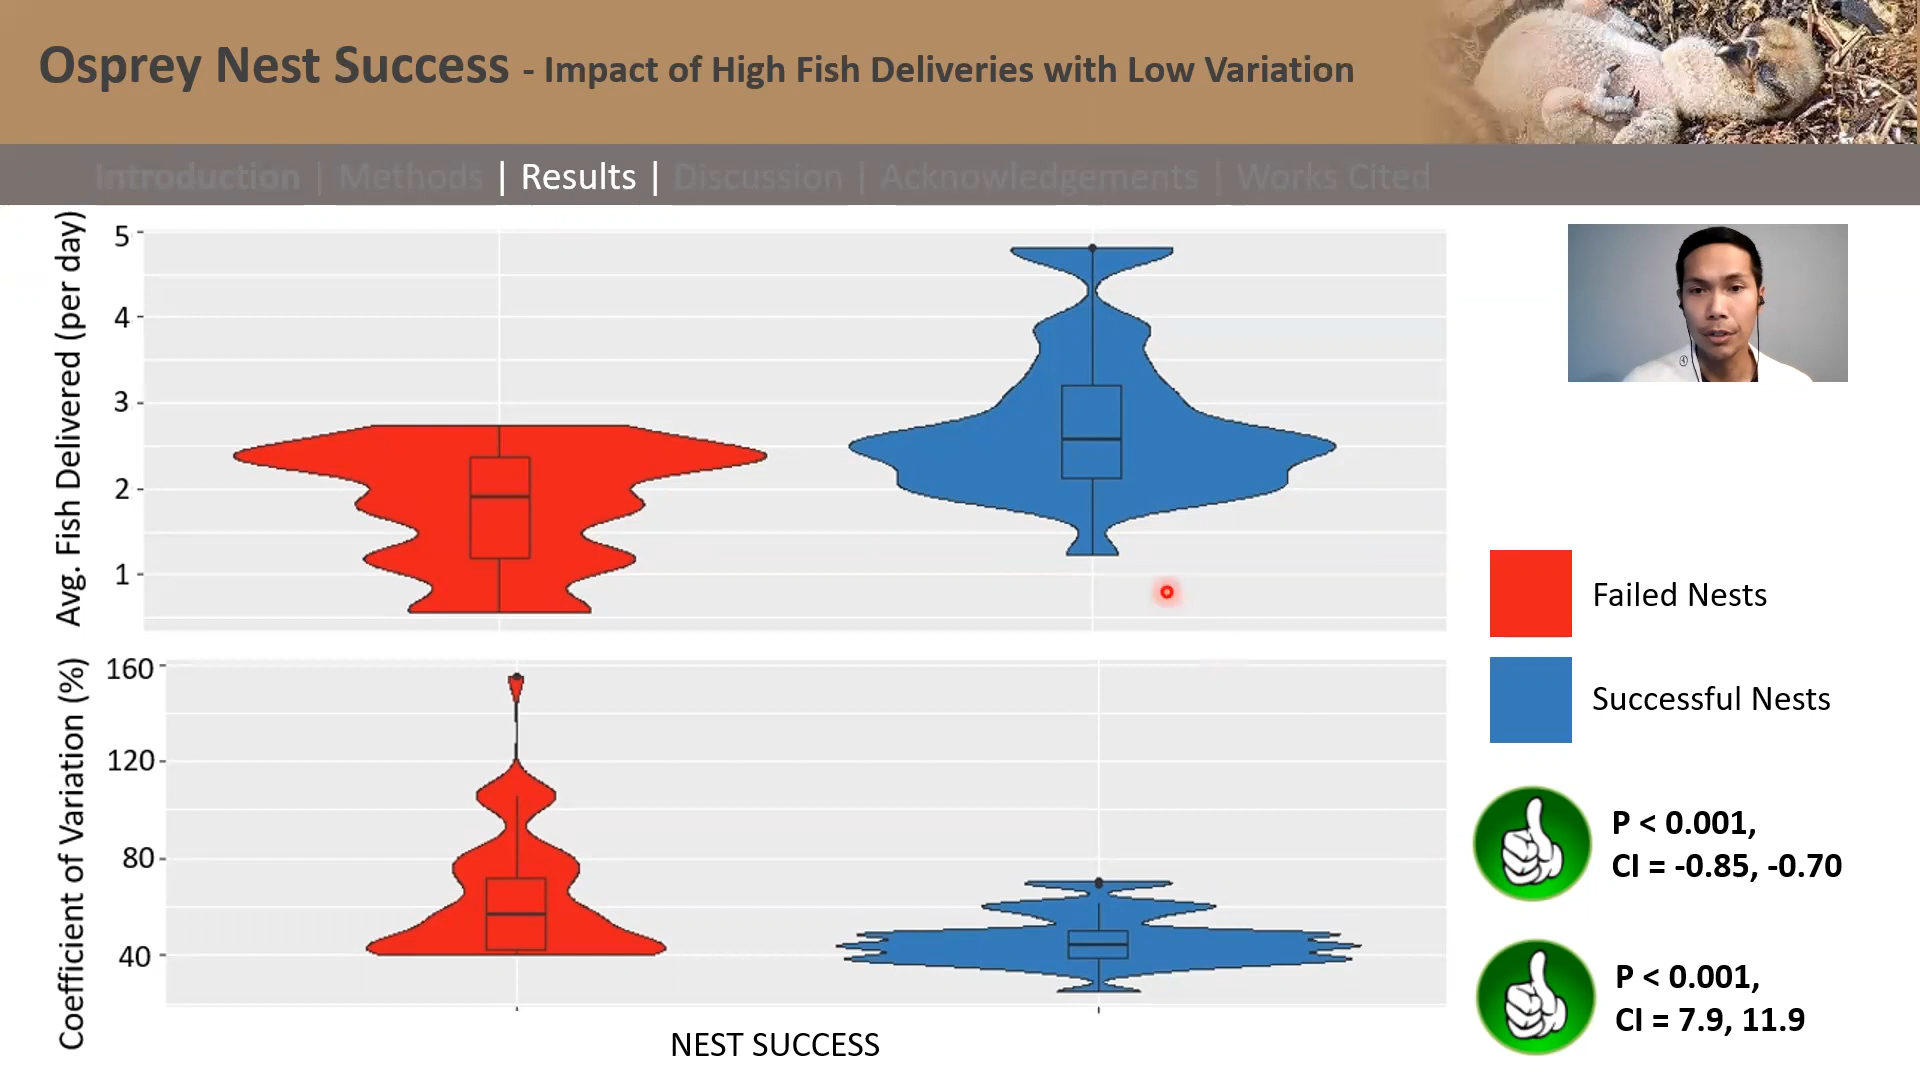 Osprey Nest Success - Impact of High Fish Deliveries with Low Variation
Introduction | Methods | Results | Discussion | Acknowledgements | Works Cited
Avg. Fish Delivered (per day)
5
4
3
2
1
Coefficient of Variation (%)
160
120
80
40
NEST SUCCESS
Failed Nests
Successful Nests
P < 0.001,
CI = -0.85, -0.70
P < 0.001,
CI = 7.9, 11.9